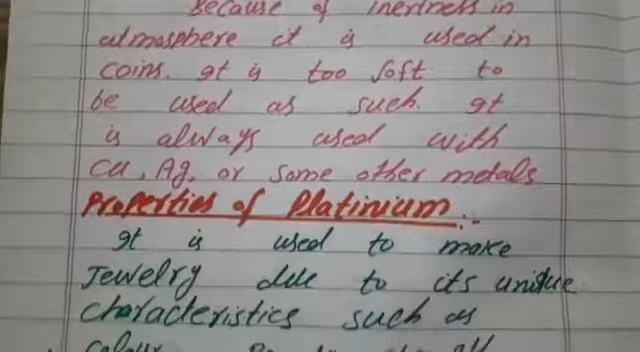 Because of inertness in
atmosphere it is used in
coins. It is too soft to
be used as such. It
is always used with
Cu, Ag, or some other metals
Properties of Platinium:-
It is used to make
Jewelry due to its unique
characteristics such as